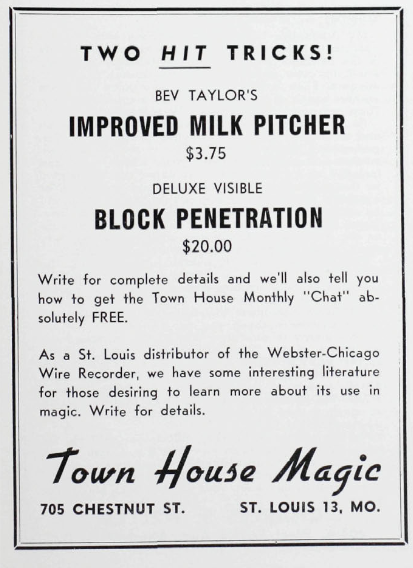 TWO HIT TRICKS!
BEV TAYLOR'S
IMPROVED MILK PITCHER
$3.75
DELUXE VISIBLE
BLOCK PENETRATION
$20.00
Write for complete details and we'll also tell you
how to get the Town House Monthly "Chat" ab-
solutely FREE.
As a St. Louis distributor of the Webster-Chicago
Wire Recorder, we have some interesting literature
for those desiring to learn more about its use in
magic. Write for details.
Town House Magic
705 CHESTNUT ST. ST. LOUIS 13, MO.